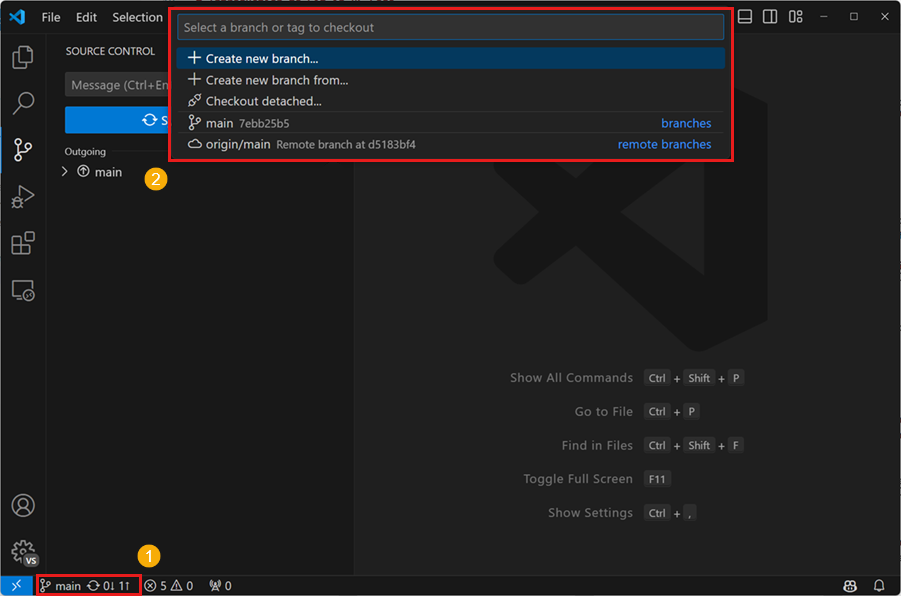 File Edit Selection
Select a branch or tag to checkout
SOURCE CONTROL
Create new branch...
Create new branch from...
Message (Ctrl+En
Checkout detached...
S
main 7ebb25b5 branches
origin/main Remote branch at d5183bf4 remote branches
Outgoing
main
2
Show All Commands Ctrl + Shift + P
Go to File Ctrl + P
Find in Files Ctrl + Shift + F
Toggle Full Screen F11
Show Settings Ctrl + ,
VS
1
main 0↓ 1↑ 5 0 0